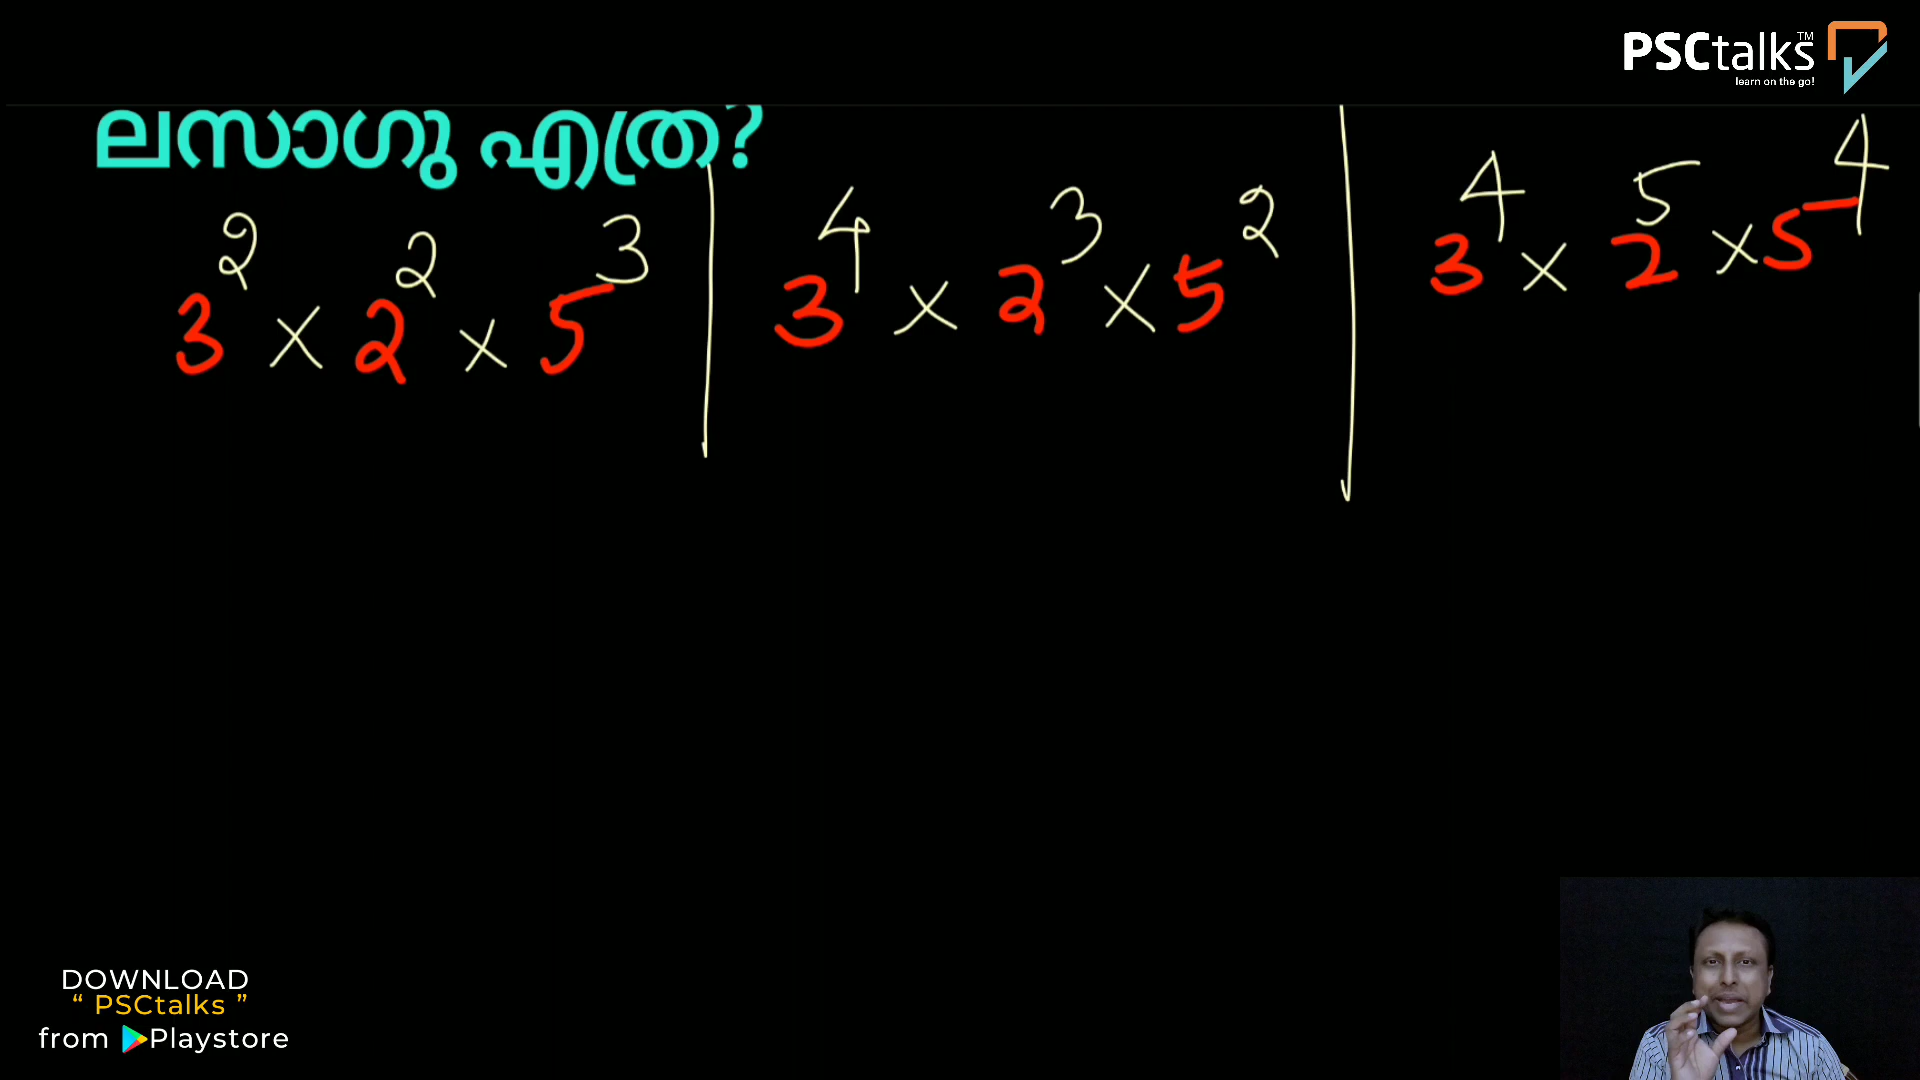 PSCtalks™
learn on the go!
ലസാഗു എത്ര?
3² × 2² × 5³ | 3⁴ × 2³ × 5² | 3⁴ × 2⁵ × 5⁴
DOWNLOAD
“ PSCtalks ”
from Playstore